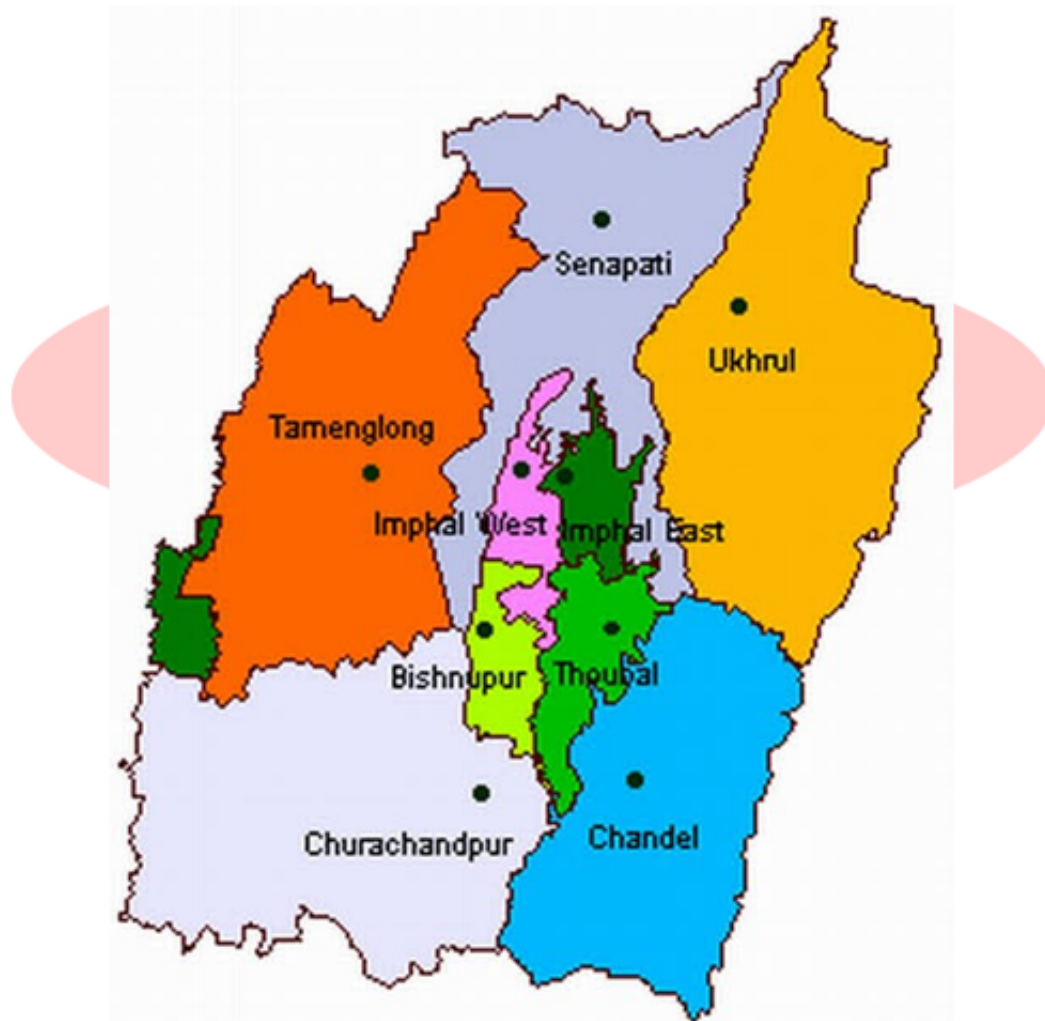 Senapati
Ukhrul
Tamenglong
Imphal West
Imphal East
Bishnupur
Thoubal
Churachandpur
Chandel